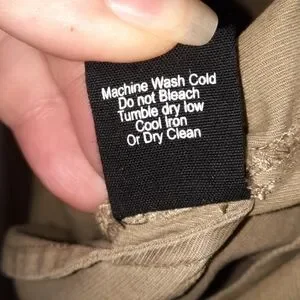 Machine Wash Cold
Do not Bleach
Tumble dry low
Cool Iron
Or Dry Clean